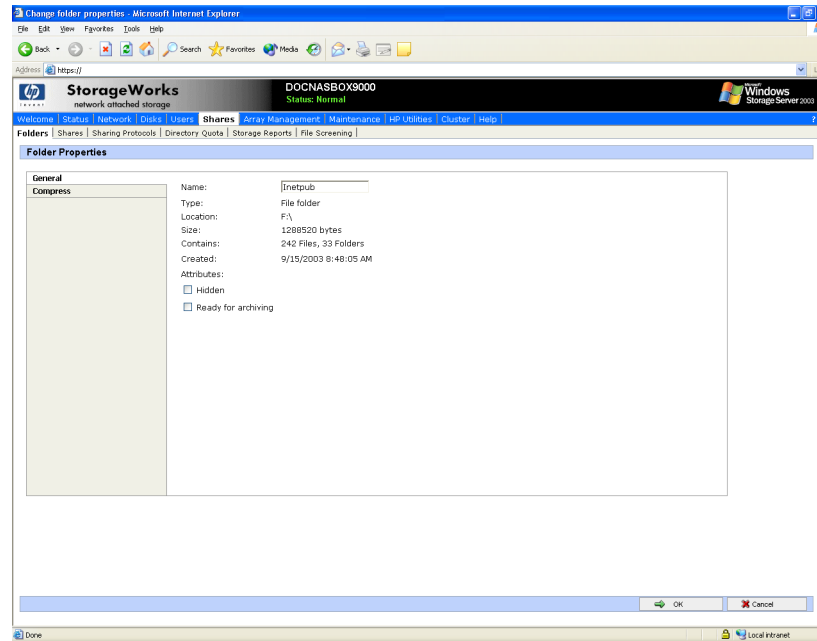 Change folder properties - Microsoft Internet Explorer
File Edit View Favorites Tools Help
Back Search Favorites Media
Address https://
hp StorageWorks DOCNASBOX9000 Microsoft Windows
invent network attached storage Status: Normal Storage Server 2003
Welcome Status Network Disks Users Shares Array Management Maintenance HP Utilities Cluster Help ?
Folders Shares Sharing Protocols Directory Quota Storage Reports File Screening
Folder Properties
General
Compress
Name: Inetpub
Type: File folder
Location: F:\
Size: 1288520 bytes
Contains: 242 Files, 33 Folders
Created: 9/15/2003 8:48:05 AM
Attributes:
Hidden
Ready for archiving
OK Cancel
Done Local intranet